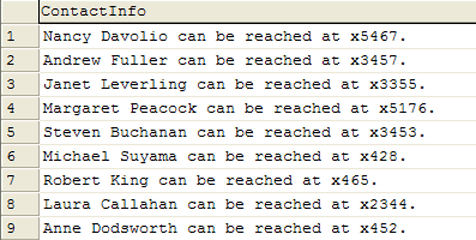 ContactInfo
1 Nancy Davolio can be reached at x5467.
2 Andrew Fuller can be reached at x3457.
3 Janet Leverling can be reached at x3355.
4 Margaret Peacock can be reached at x5176.
5 Steven Buchanan can be reached at x3453.
6 Michael Suyama can be reached at x428.
7 Robert King can be reached at x465.
8 Laura Callahan can be reached at x2344.
9 Anne Dodsworth can be reached at x452.